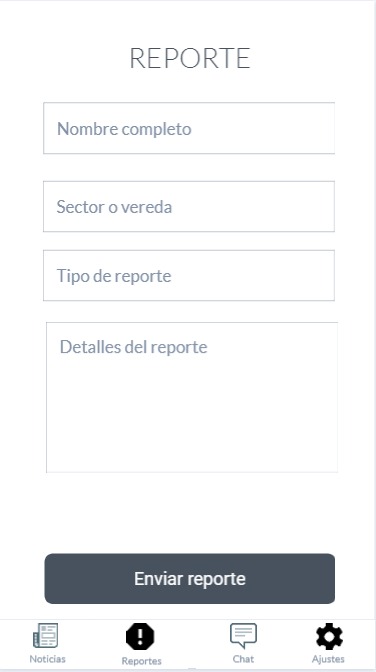 REPORTE
Nombre completo
Sector o vereda
Tipo de reporte
Detalles del reporte
Enviar reporte
Noticias
Reportes
Chat
Ajustes